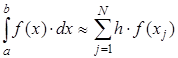 ∫_a^b f(x)·dx ≈ ∑_{j=1}^N h·f(x_j)